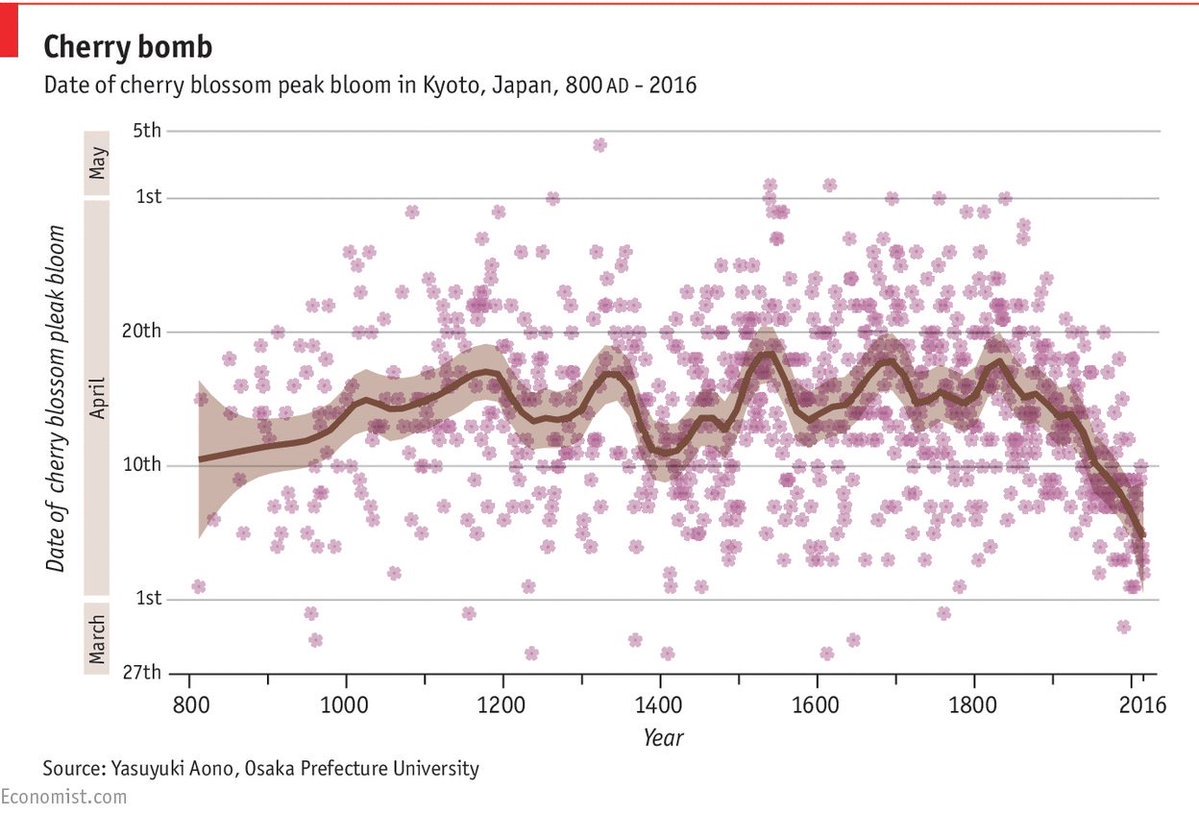 Cherry bomb
Date of cherry blossom peak bloom in Kyoto, Japan, 800 AD - 2016
Date of cherry blossom pleak bloom
May
April
March
5th
1st
20th
10th
1st
27th
800 1000 1200 1400 1600 1800 2016
Year
Source: Yasuyuki Aono, Osaka Prefecture University
Economist.com